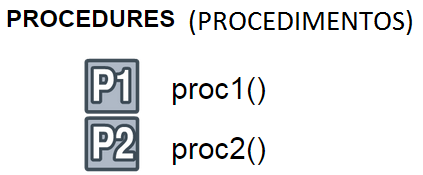 PROCEDURES (PROCEDIMENTOS)
P1 proc1()
P2 proc2()